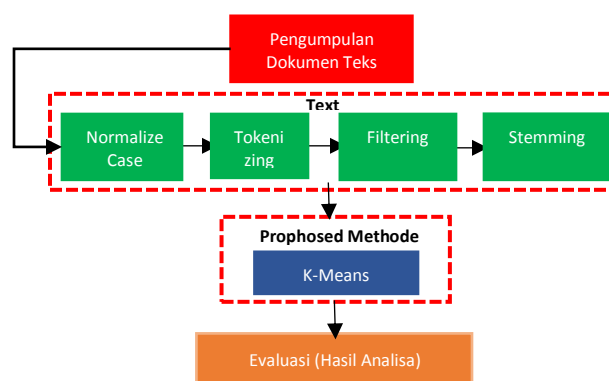 Pengumpulan
Dokumen Teks
Text
Normalize
Case
Tokeni
zing
Filtering
Stemming
Prophosed Methode
K-Means
Evaluasi (Hasil Analisa)